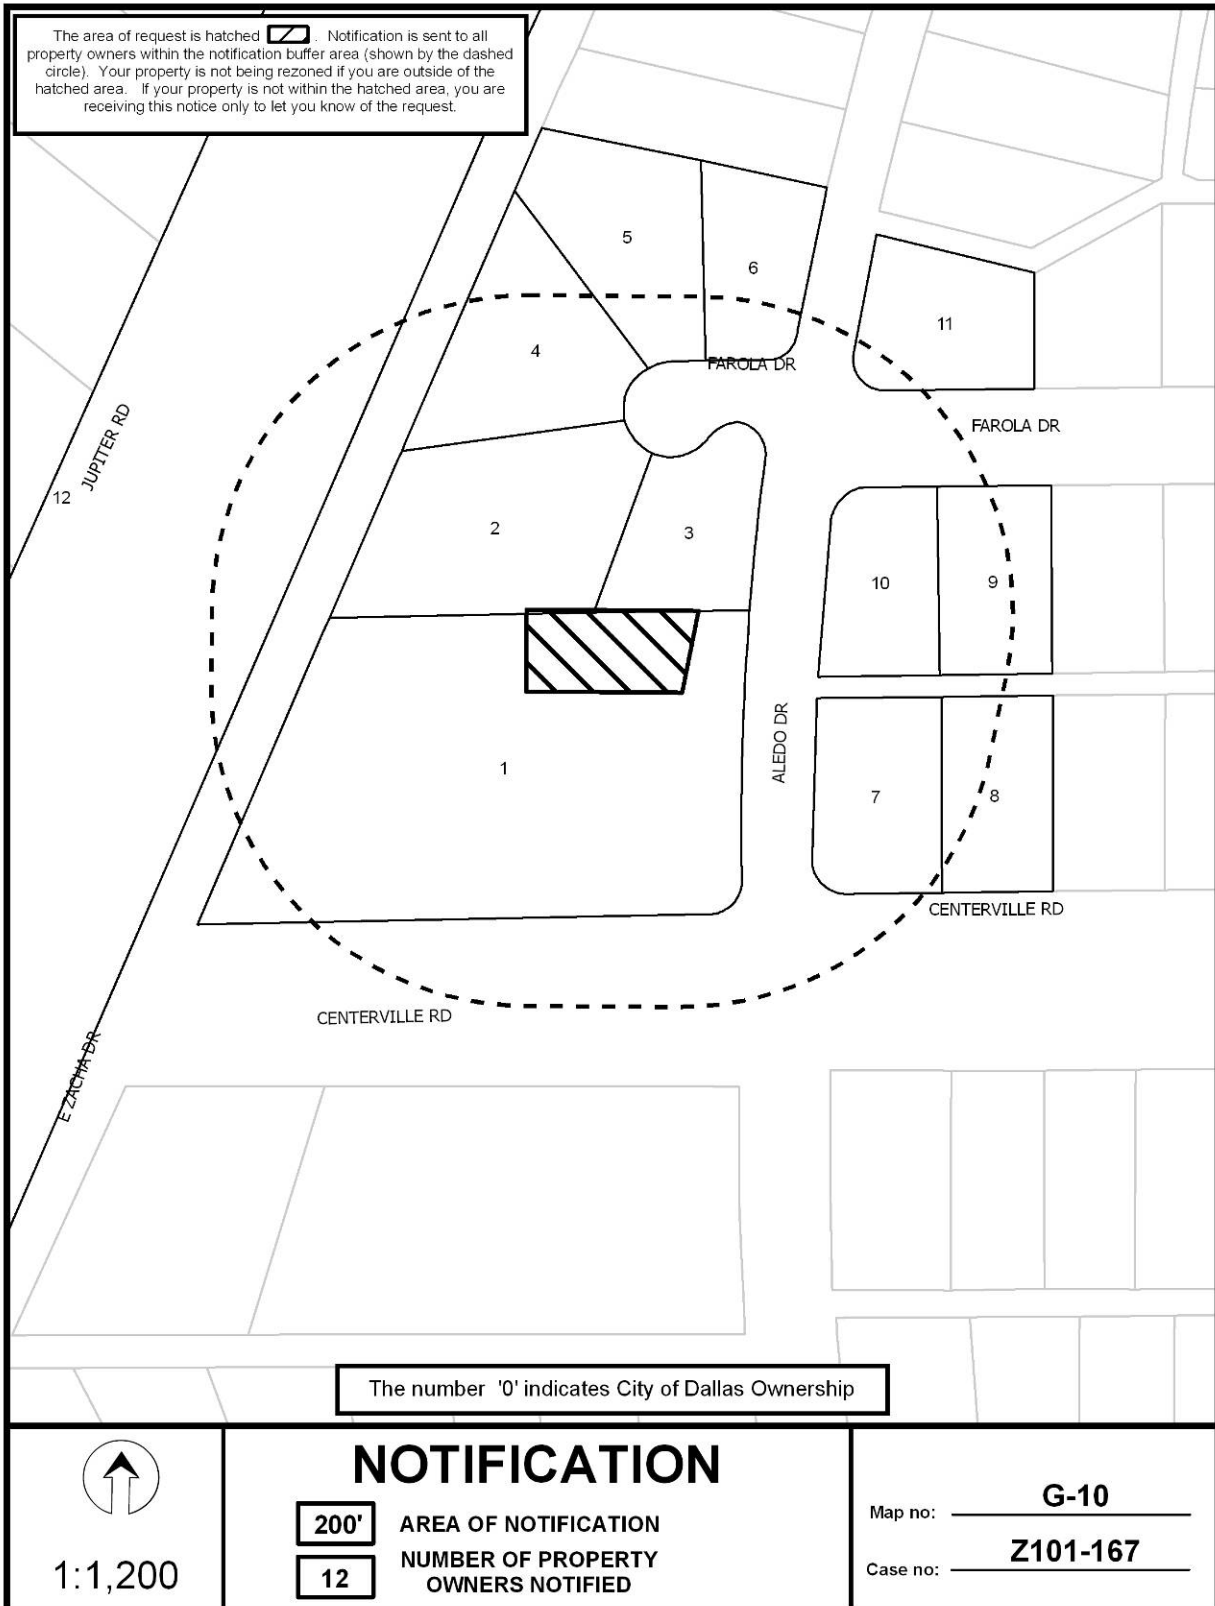 The area of request is hatched . Notification is sent to all
property owners within the notification buffer area (shown by the dashed
circle). Your property is not being rezoned if you are outside of the
hatched area. If your property is not within the hatched area, you are
receiving this notice only to let you know of the request.
5
6
11
4
FAROLA DR
FAROLA DR
JUPITER RD
12
2
3
10
9
ALEDO DR
1
7
8
CENTERVILLE RD
CENTERVILLE RD
E ZACHA DR
The number '0' indicates City of Dallas Ownership
1:1,200
NOTIFICATION
200' AREA OF NOTIFICATION
12 NUMBER OF PROPERTY
OWNERS NOTIFIED
Map no: G-10
Case no: Z101-167